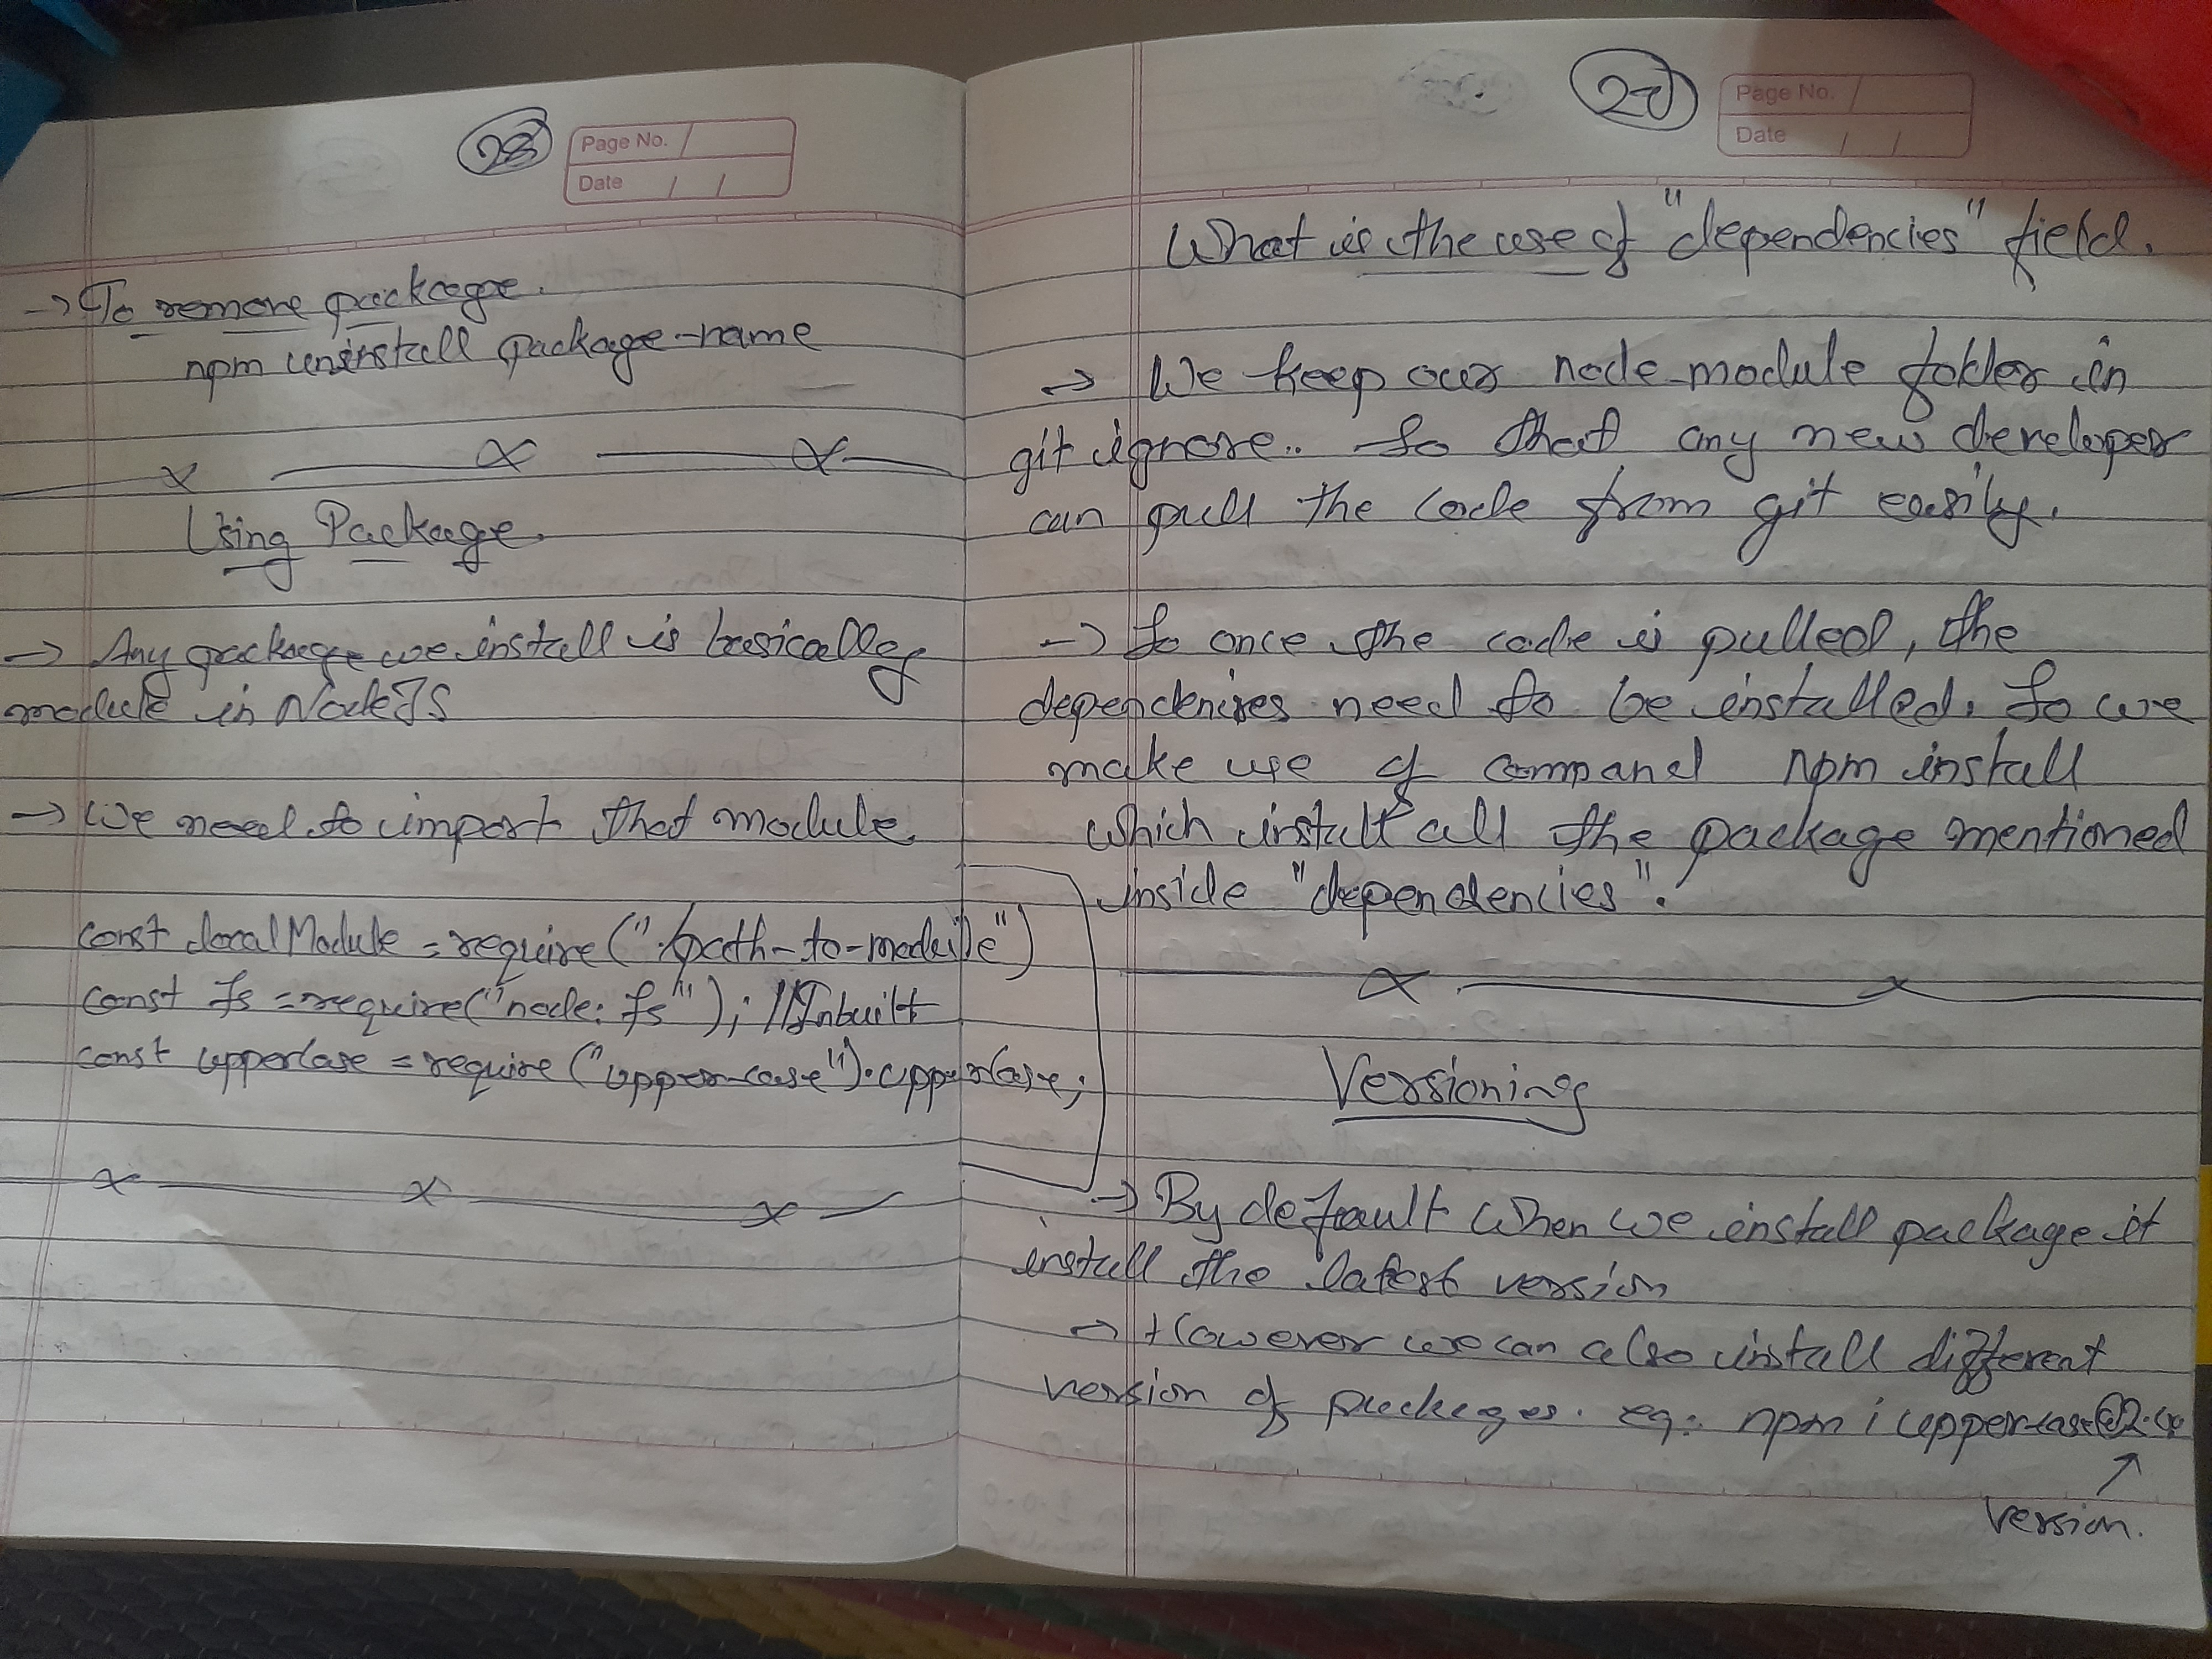 28
Page No.
Date / /
→ To remove package.
npm uninstall package-name
x x x
Using Package.
→ Any package we install is basically
module in NodeJS
→ We need to import that module.
const localModule = require("./path-to-module")
const fs = require("node:fs"); //Inbuilt
const upperCase = require("upper-case").upperCase;
x x x
Page No.
Date / /
What is the use of "dependencies" field.
→ We keep our node-module folder in
git ignore.. So that any new developer
can pull the code from git easily.
→ So once the code is pulled, the
dependenises need to be installed. So we
make use of command npm install
which install all the package mentioned
inside "dependencies".
x x
Versioning
→ By default when we install package it
install the latest version
→ However we can also install different
version of packages. eg:. npm i upper-case@2.
↑
Version.